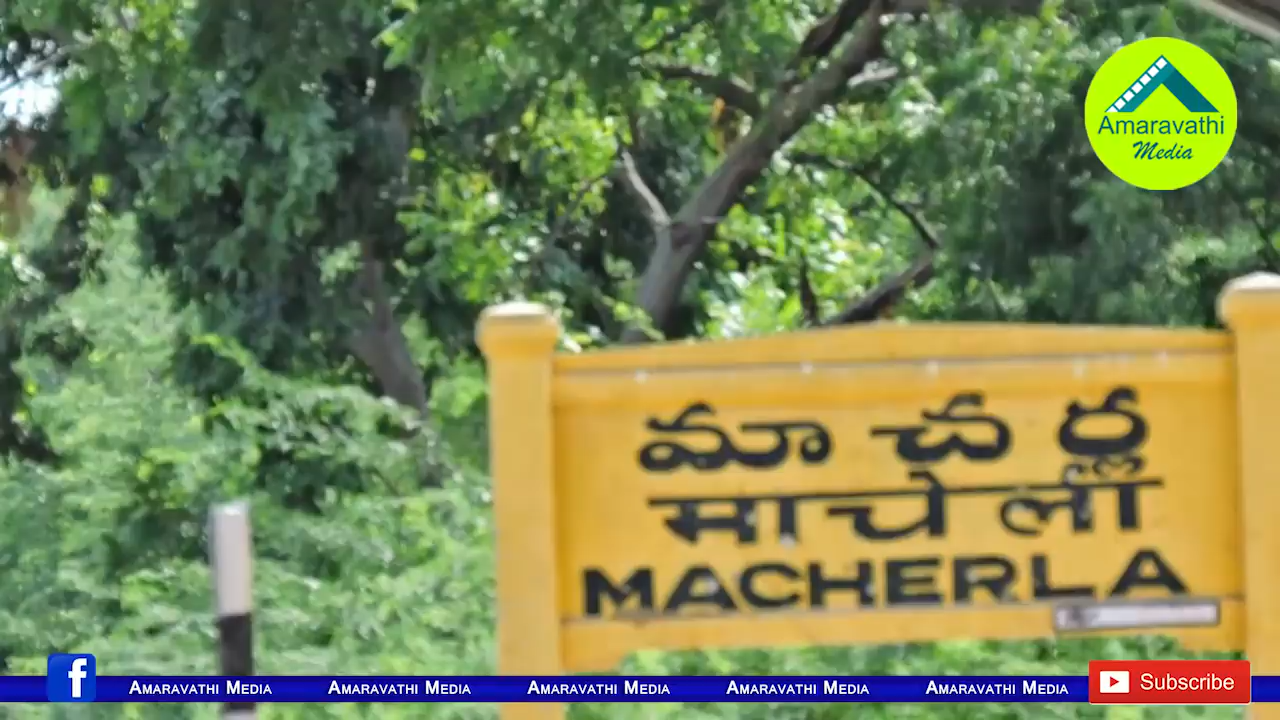 Amaravathi
Media
మాచర్ల
माचेर्ला
MACHERLA
AMARAVATHI MEDIA AMARAVATHI MEDIA AMARAVATHI MEDIA AMARAVATHI MEDIA AMARAVATHI MEDIA
Subscribe